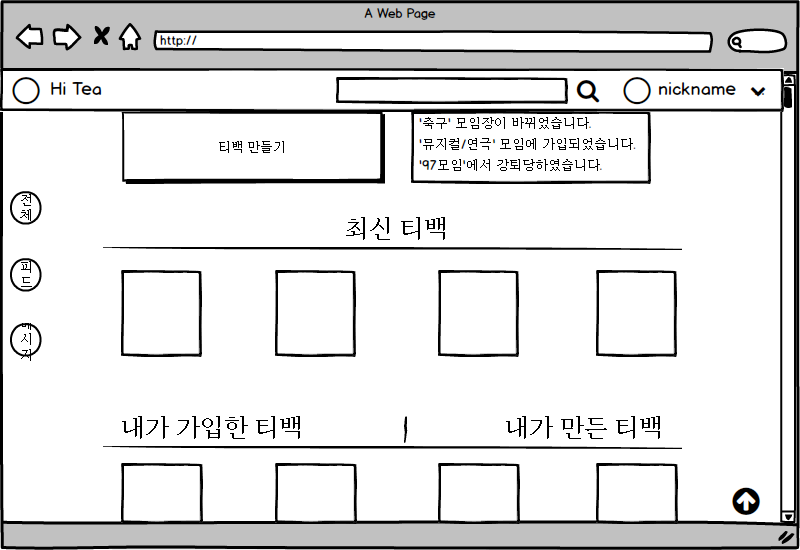 A Web Page
http://
Hi Tea
nickname
티백 만들기
'축구' 모임장이 바뀌었습니다.
'뮤지컬/연극' 모임에 가입되었습니다.
'97모임'에서 강퇴당하였습니다.
전
체
최신 티백
피
드
메
시
지
내가 가입한 티백
내가 만든 티백